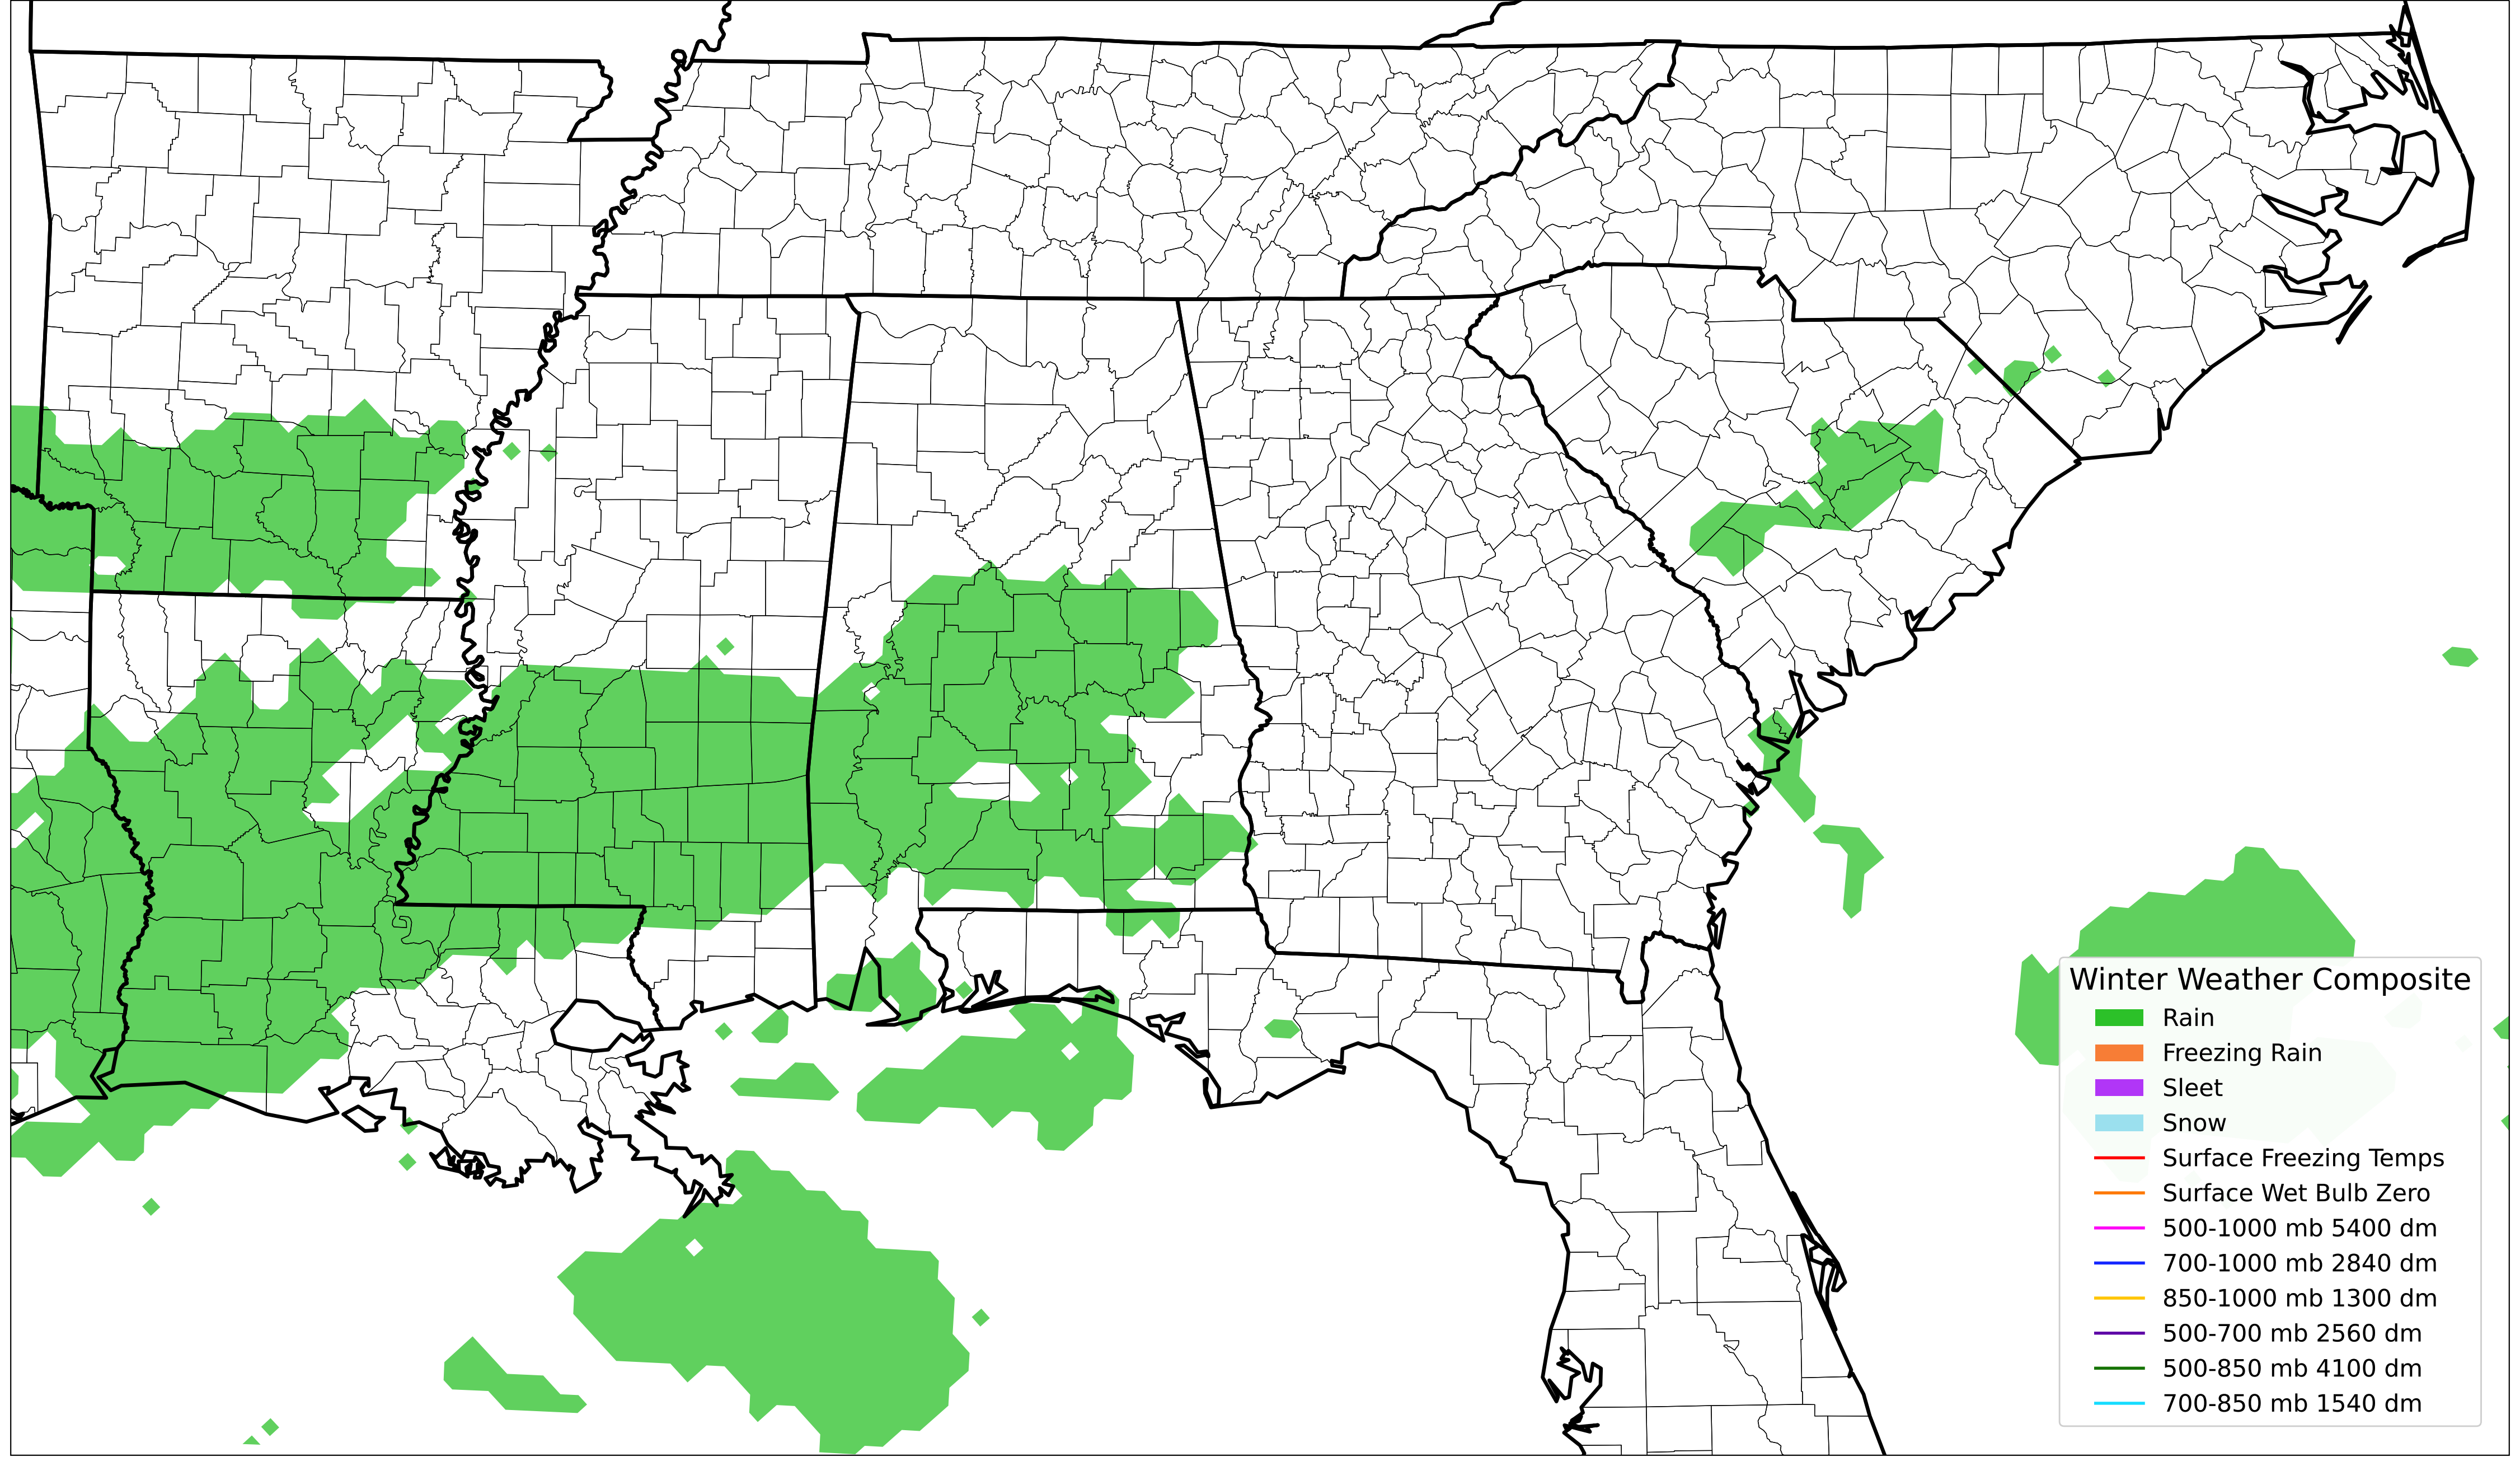 Winter Weather Composite
Rain
Freezing Rain
Sleet
Snow
Surface Freezing Temps
Surface Wet Bulb Zero
500-1000 mb 5400 dm
700-1000 mb 2840 dm
850-1000 mb 1300 dm
500-700 mb 2560 dm
500-850 mb 4100 dm
700-850 mb 1540 dm